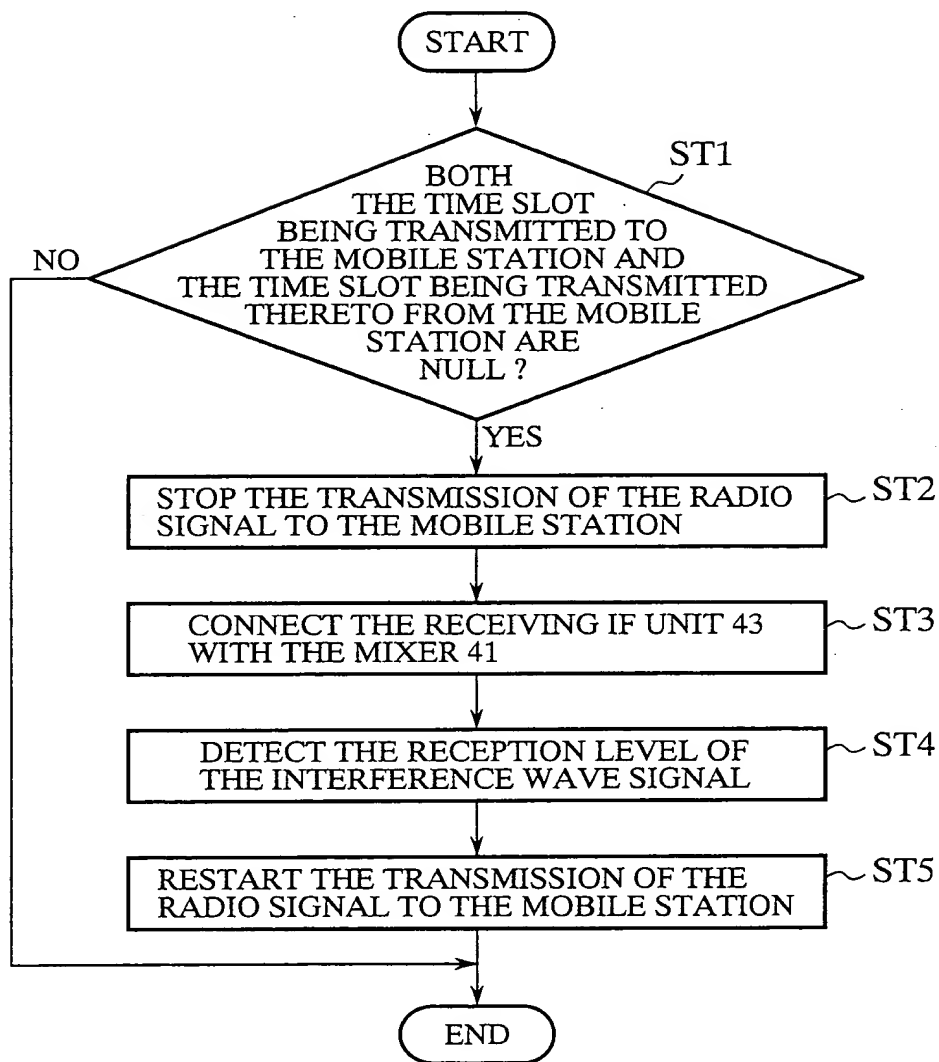 START
ST1
BOTH
THE TIME SLOT
BEING TRANSMITTED TO
THE MOBILE STATION AND
THE TIME SLOT BEING TRANSMITTED
THERETO FROM THE MOBILE
STATION ARE
NULL ?
NO
YES
STOP THE TRANSMISSION OF THE RADIO
SIGNAL TO THE MOBILE STATION
ST2
CONNECT THE RECEIVING IF UNIT 43
WITH THE MIXER 41
ST3
DETECT THE RECEPTION LEVEL OF
THE INTERFERENCE WAVE SIGNAL
ST4
RESTART THE TRANSMISSION OF THE
RADIO SIGNAL TO THE MOBILE STATION
ST5
END